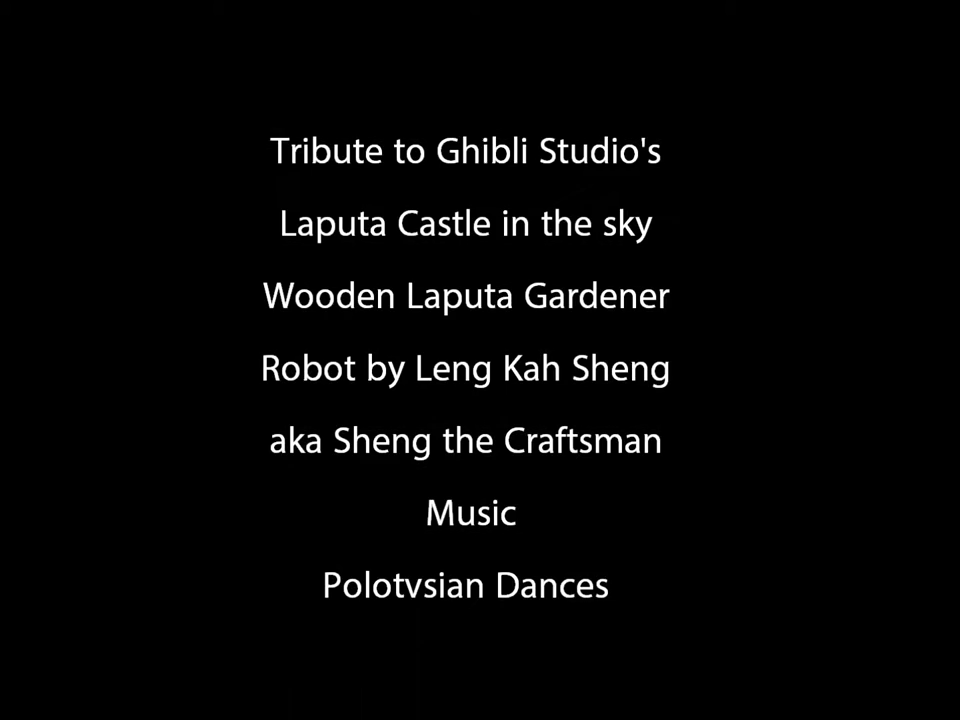 Tribute to Ghibli Studio's
Laputa Castle in the sky
Wooden Laputa Gardener
Robot by Leng Kah Sheng
aka Sheng the Craftsman
Music
Polotvsian Dances